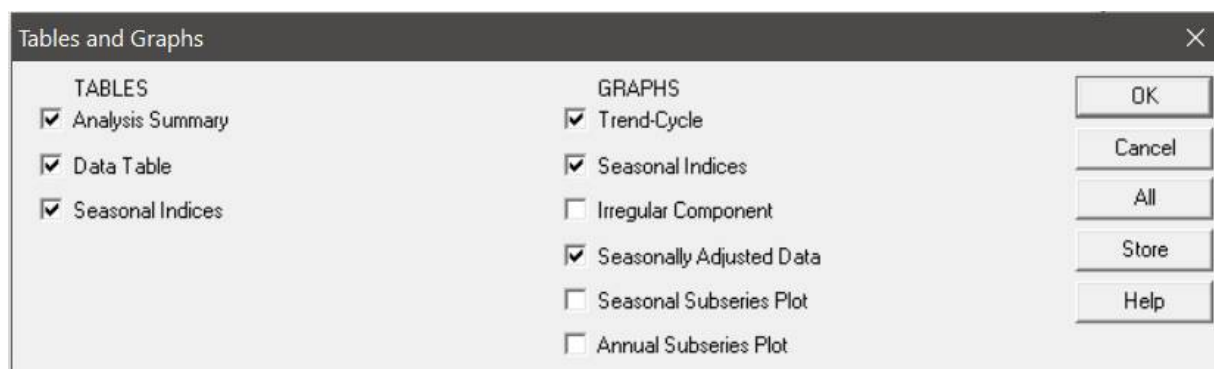 Tables and Graphs
TABLES
Analysis Summary
Data Table
Seasonal Indices
GRAPHS
Trend-Cycle
Seasonal Indices
Irregular Component
Seasonally Adjusted Data
Seasonal Subseries Plot
Annual Subseries Plot
OK
Cancel
All
Store
Help